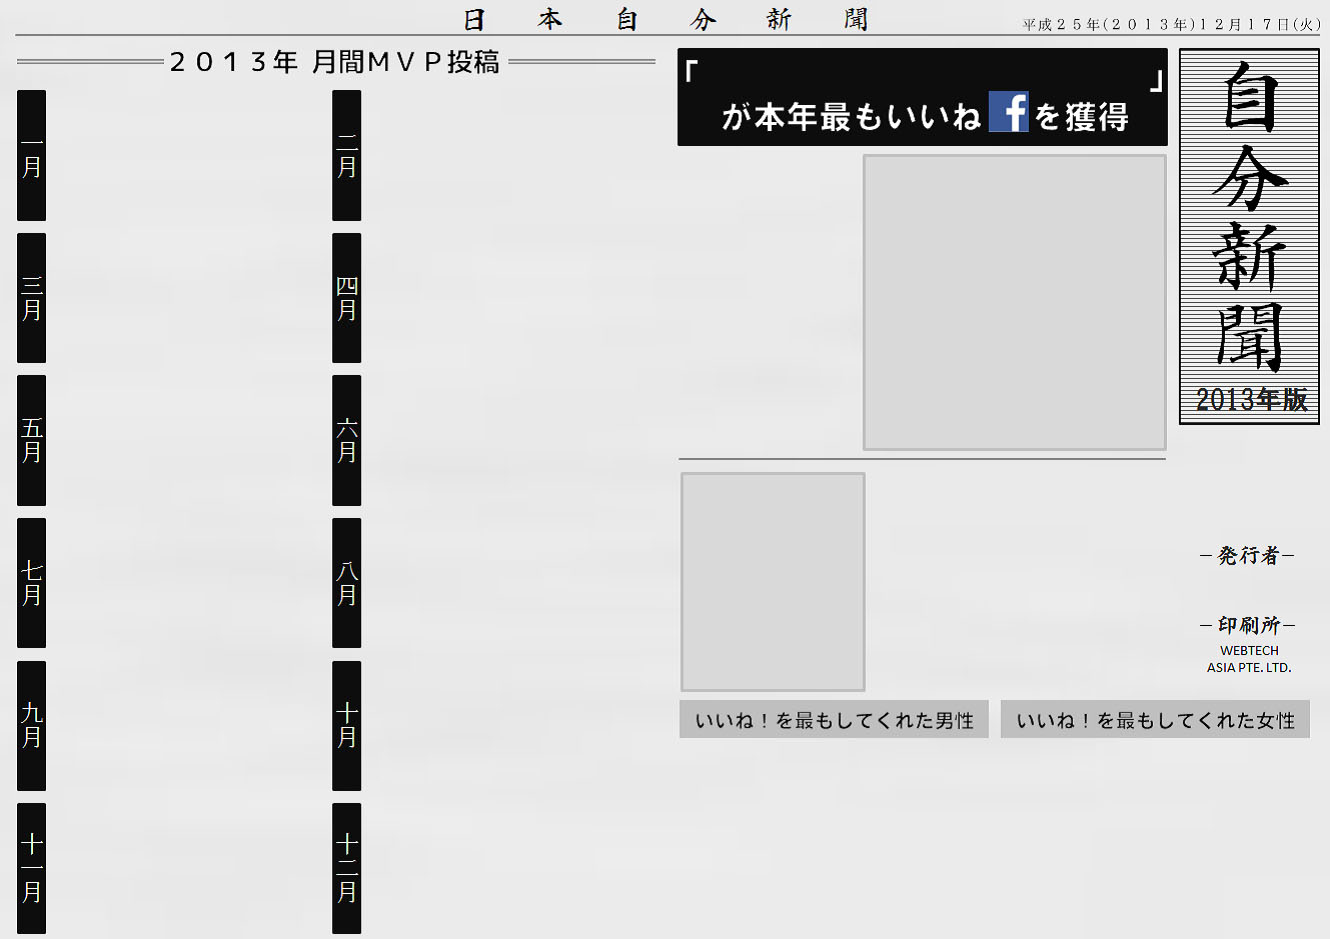 日本自分新聞
平成２５年(２０１３年)１２月１７日(火)
２０１３年 月間ＭＶＰ投稿
一月
二月
三月
四月
五月
六月
七月
八月
九月
十月
十一月
十二月
「 」
が本年最もいいね f を獲得
自分新聞
2013年版
－発行者－
－印刷所－
WEBTECH
ASIA PTE. LTD.
いいね！を最もしてくれた男性
いいね！を最もしてくれた女性